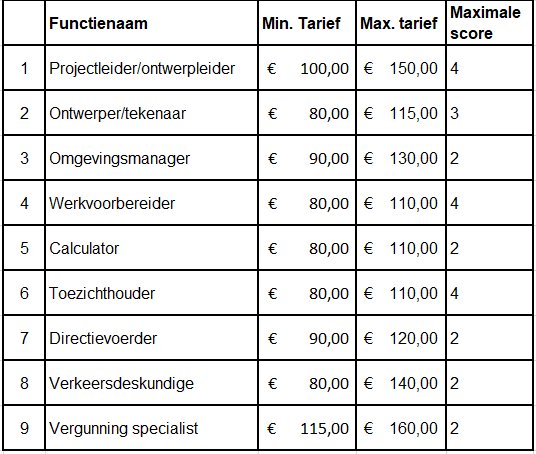 Functienaam Min. Tarief Max. tarief Maximale score
1 Projectleider/ontwerpleider € 100,00 € 150,00 4
2 Ontwerper/tekenaar € 80,00 € 115,00 3
3 Omgevingsmanager € 90,00 € 130,00 2
4 Werkvoorbereider € 80,00 € 110,00 4
5 Calculator € 80,00 € 110,00 2
6 Toezichthouder € 80,00 € 110,00 4
7 Directievoerder € 90,00 € 120,00 2
8 Verkeersdeskundige € 80,00 € 140,00 2
9 Vergunning specialist € 115,00 € 160,00 2